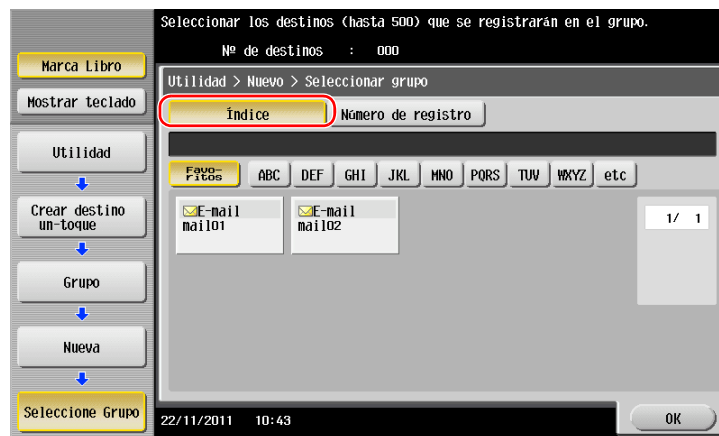 Seleccionar los destinos (hasta 500) que se registrarán en el grupo.
Nº de destinos : 000
Marca Libro
Mostrar teclado
Utilidad
Crear destino
un-toque
Grupo
Nueva
Seleccione Grupo
Utilidad > Nuevo > Seleccionar grupo
Índice Número de registro
Favo-
ritos ABC DEF GHI JKL MNO PQRS TUV WXYZ etc
E-mail E-mail
mail01 mail02
1/ 1
22/11/2011 10:43
OK